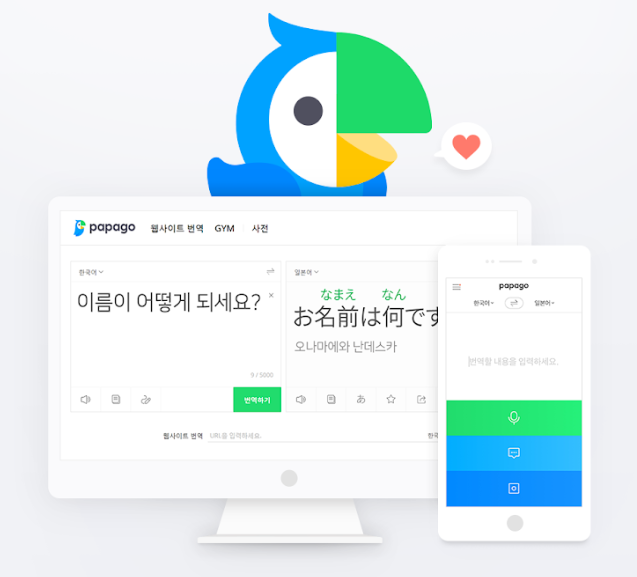 papago 웹사이트 번역 GYM 사전
한국어
이름이 어떻게 되세요?
9 / 5000
번역하기
일본어
なまえ なん
お名前は何です
오나마에와 난데스카
웹사이트 번역 URL을 입력하세요. 한국
papago
한국어 일본어
번역할 내용을 입력하세요.